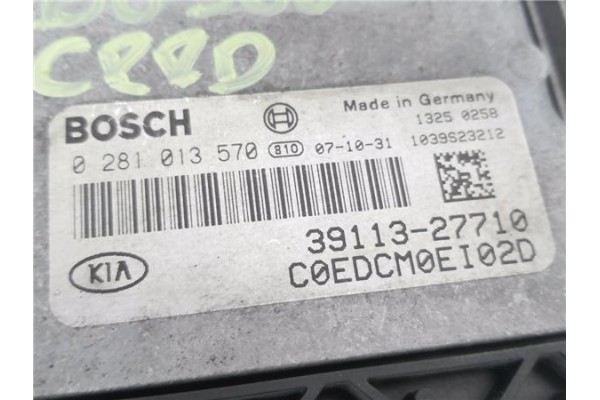 CRRD
BOSCH
Made in Germany
1325 0258
0 281 013 570 810 07-10-31 1039S23212
39113-27710
KIA
C0EDCM0EI02D